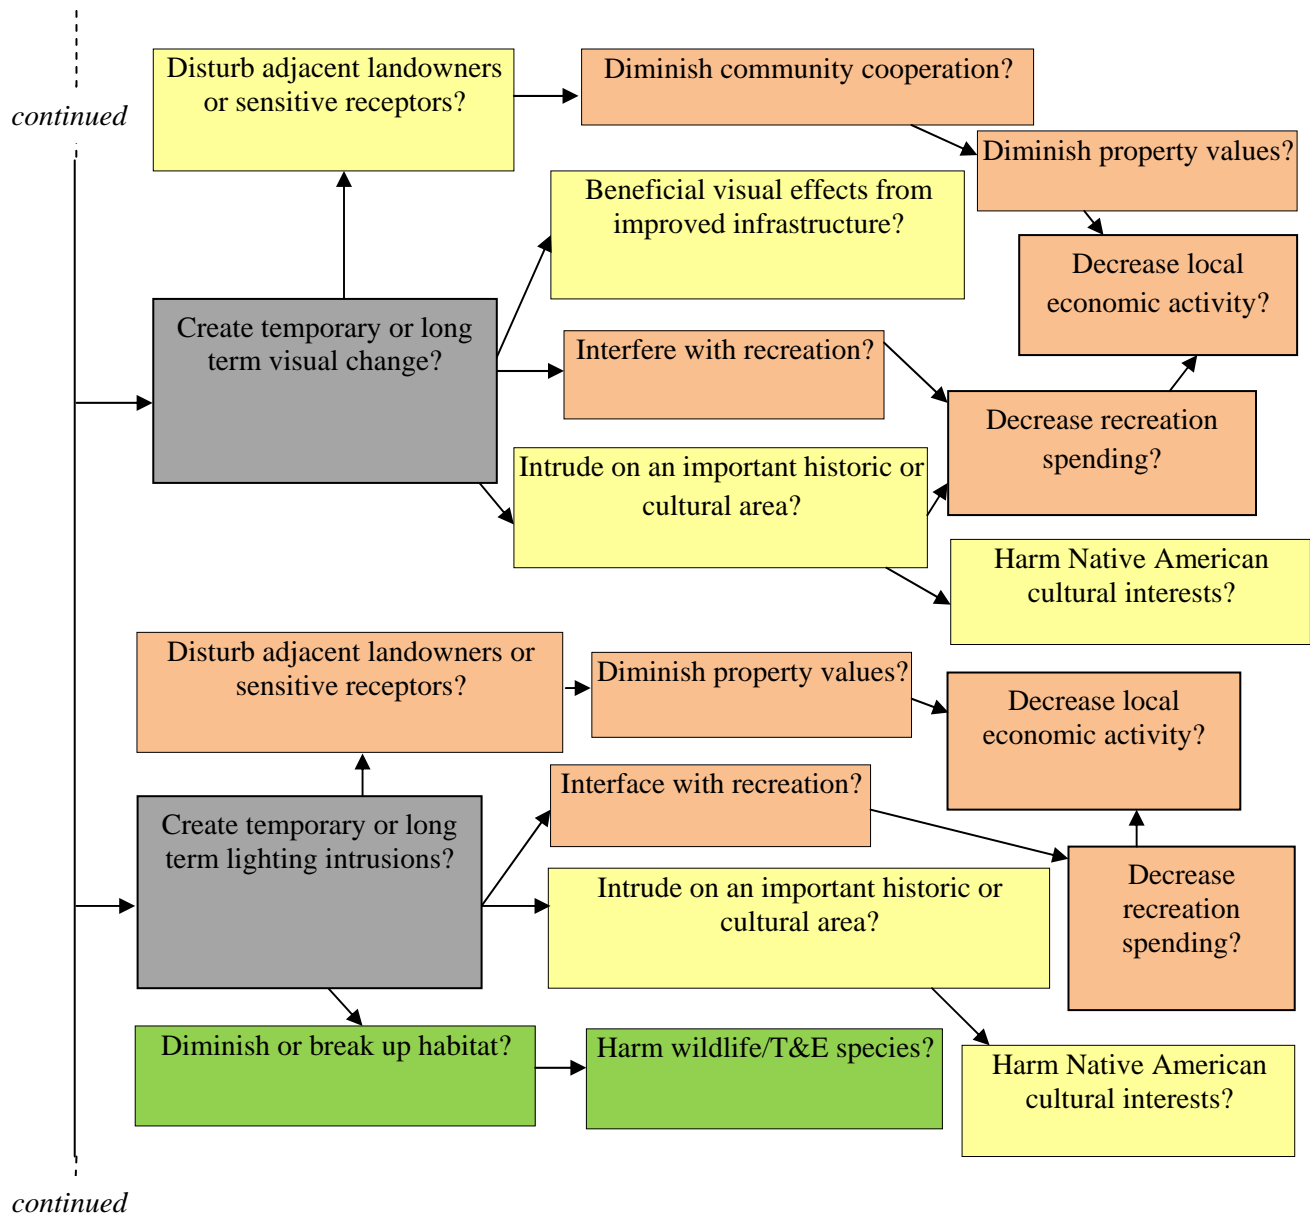 continued
Disturb adjacent landowners
or sensitive receptors?
Diminish community cooperation?
Diminish property values?
Beneficial visual effects from
improved infrastructure?
Decrease local
economic activity?
Create temporary or long
term visual change?
Interfere with recreation?
Decrease recreation
spending?
Intrude on an important historic or
cultural area?
Harm Native American
cultural interests?
Disturb adjacent landowners or
sensitive receptors?
Diminish property values?
Decrease local
economic activity?
Interface with recreation?
Create temporary or long
term lighting intrusions?
Decrease
recreation
spending?
Intrude on an important historic or
cultural area?
Diminish or break up habitat?
Harm wildlife/T&E species?
Harm Native American
cultural interests?
continued